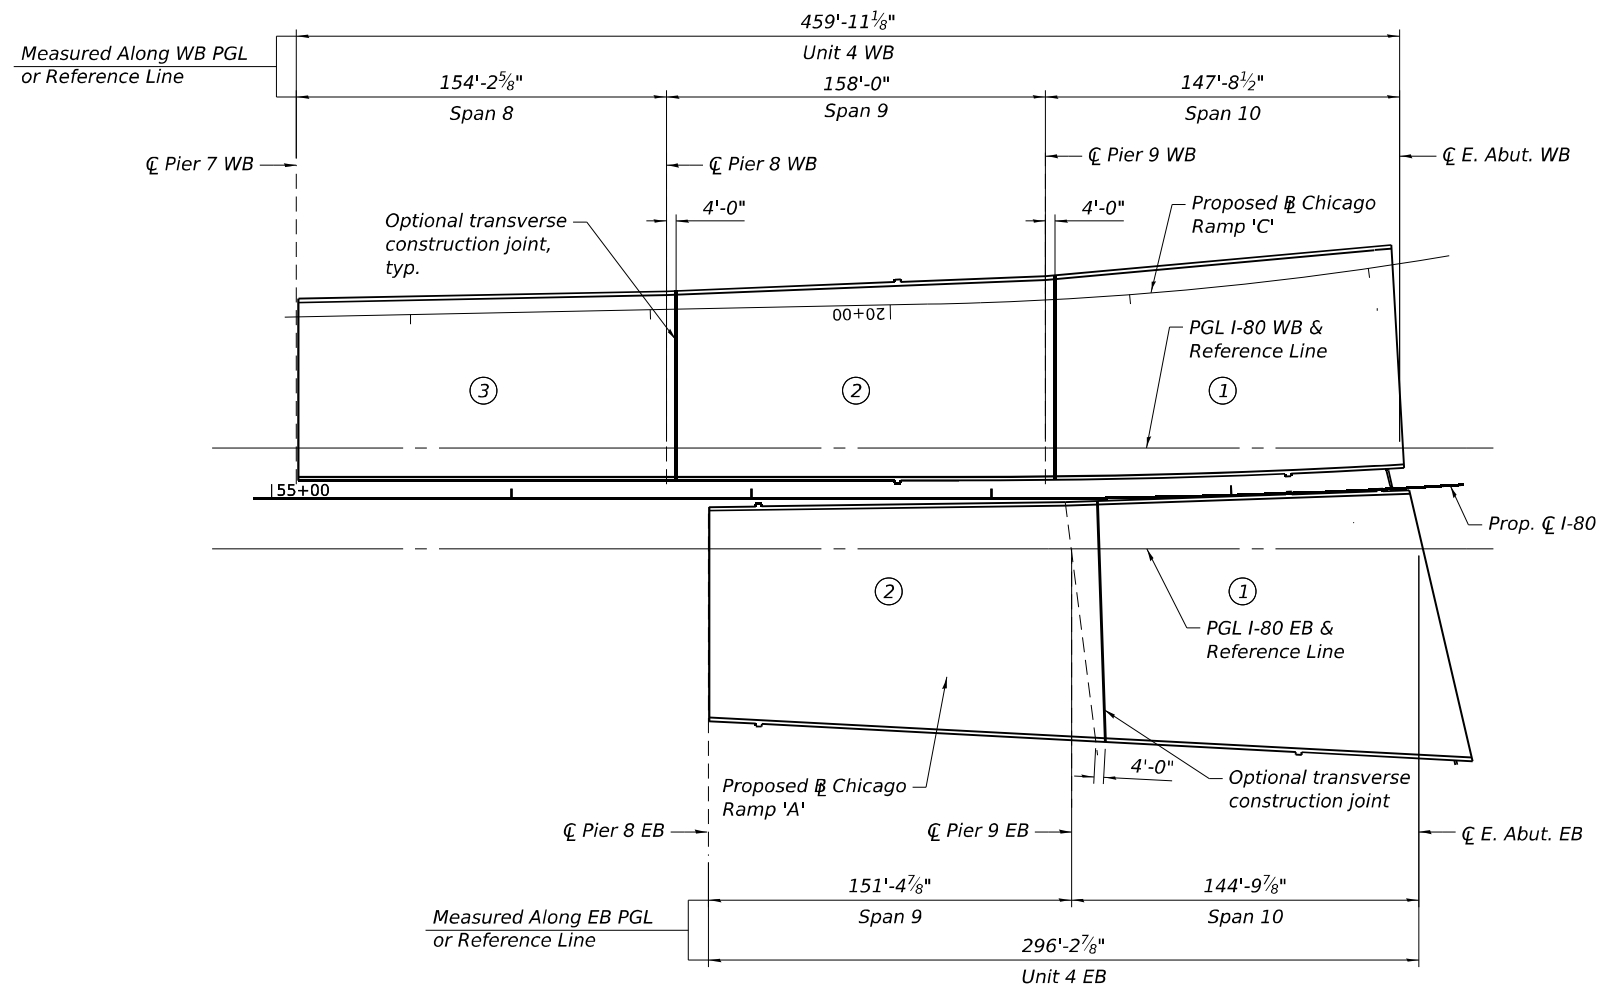 459'-11⅛"
Measured Along WB PGL
or Reference Line
Unit 4 WB
154'-2⅝"
158'-0"
147'-8½"
Span 8
Span 9
Span 10
℄ Pier 7 WB
℄ Pier 8 WB
℄ Pier 9 WB
℄ E. Abut. WB
Optional transverse
construction joint,
typ.
4'-0"
4'-0"
Proposed ⅊ Chicago
Ramp 'C'
20+00
PGL I-80 WB &
Reference Line
3
2
1
55+00
Prop. ℄ I-80
2
1
PGL I-80 EB &
Reference Line
Proposed ⅊ Chicago
Ramp 'A'
4'-0"
Optional transverse
construction joint
℄ Pier 8 EB
℄ Pier 9 EB
℄ E. Abut. EB
151'-4⅞"
144'-9⅞"
Measured Along EB PGL
or Reference Line
Span 9
Span 10
296'-2⅞"
Unit 4 EB